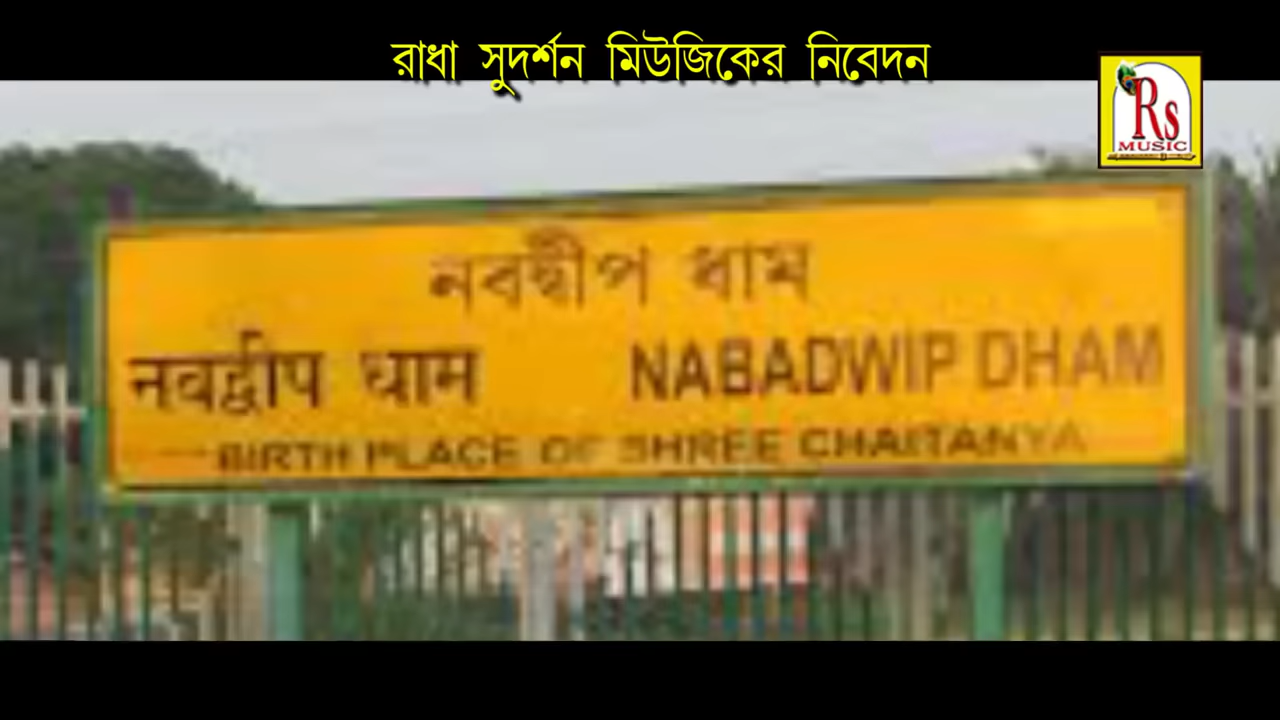 রাধা সুদর্শন মিউজিকের নিবেদন
Rs
MUSIC
নবদ্বীপ ধাম
नवद्वीप धाम NABADWIP DHAM
BIRTH PLACE OF SHREE CHAITANYA